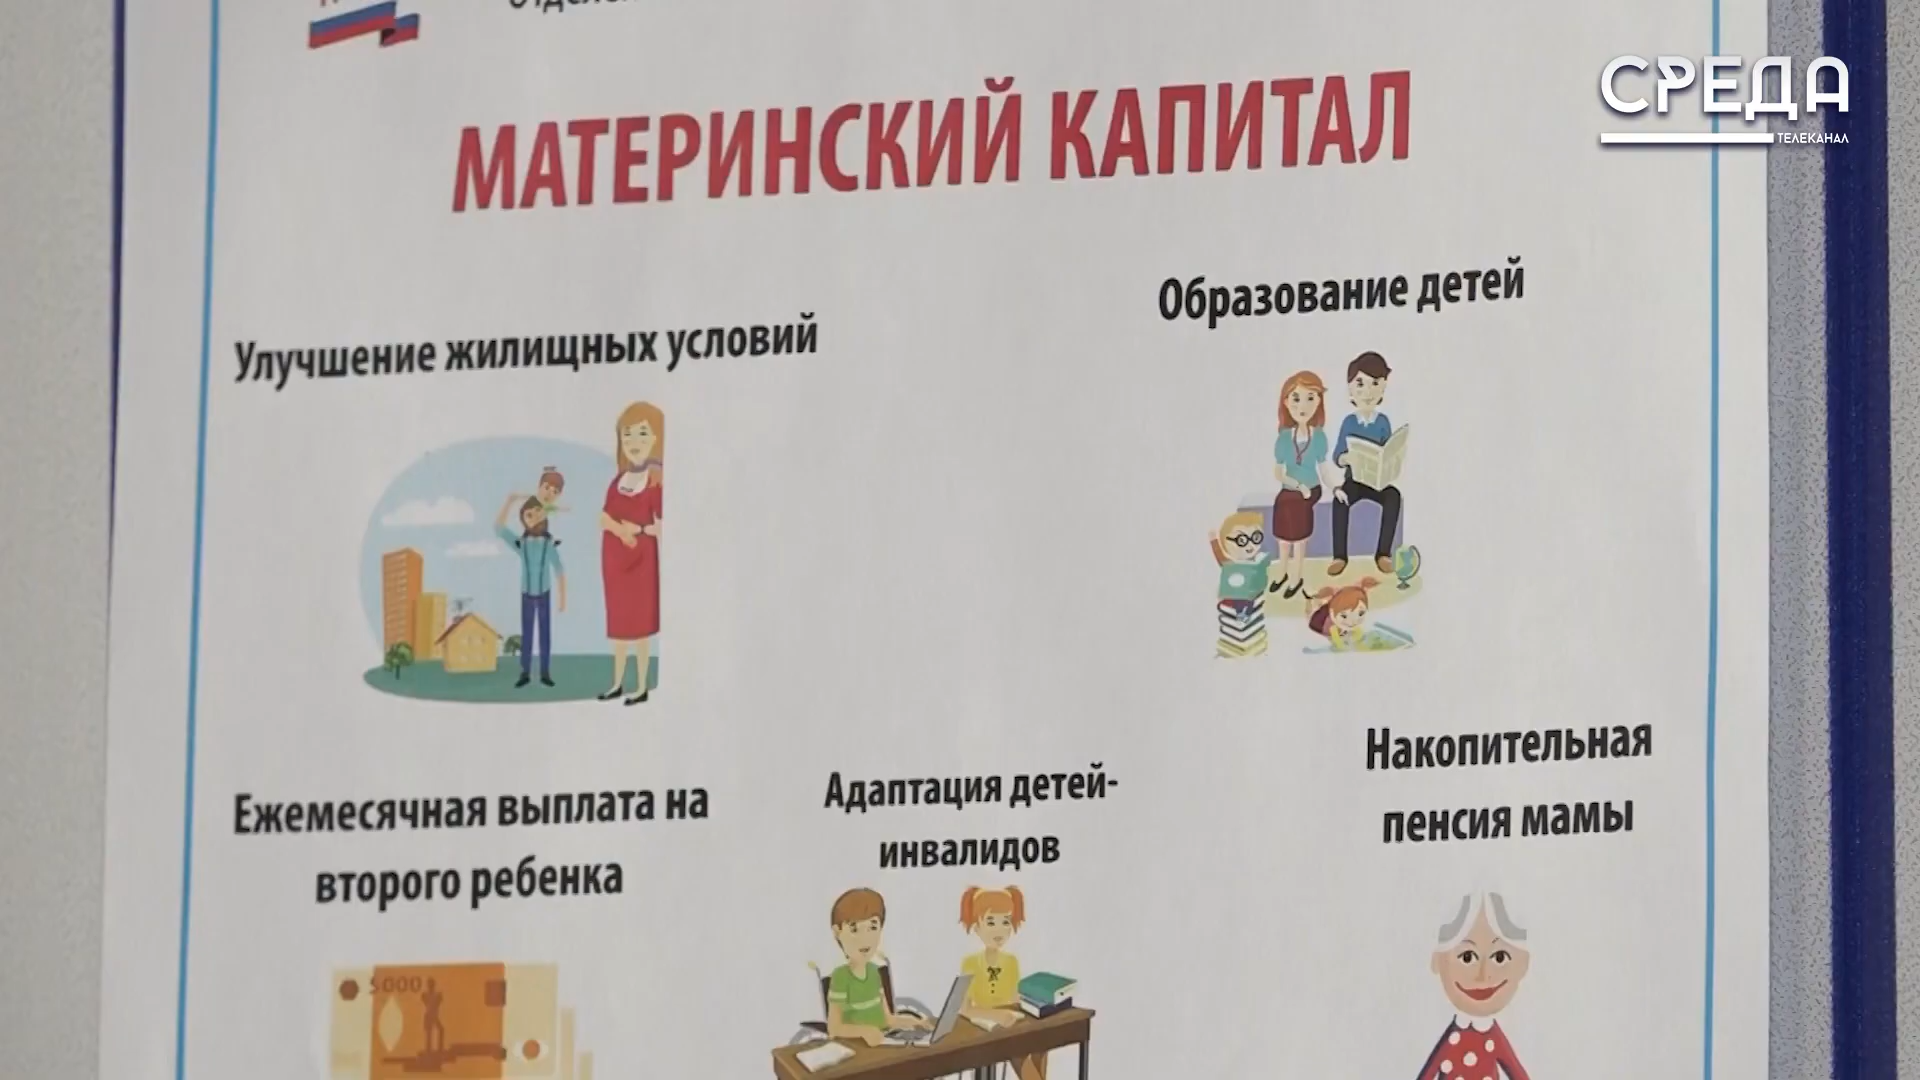 СРЕДА
ТЕЛЕКАНАЛ
МАТЕРИНСКИЙ КАПИТАЛ
Улучшение жилищных условий
Образование детей
Ежемесячная выплата на
второго ребенка
Адаптация детей-
инвалидов
Накопительная
пенсия мамы
5000